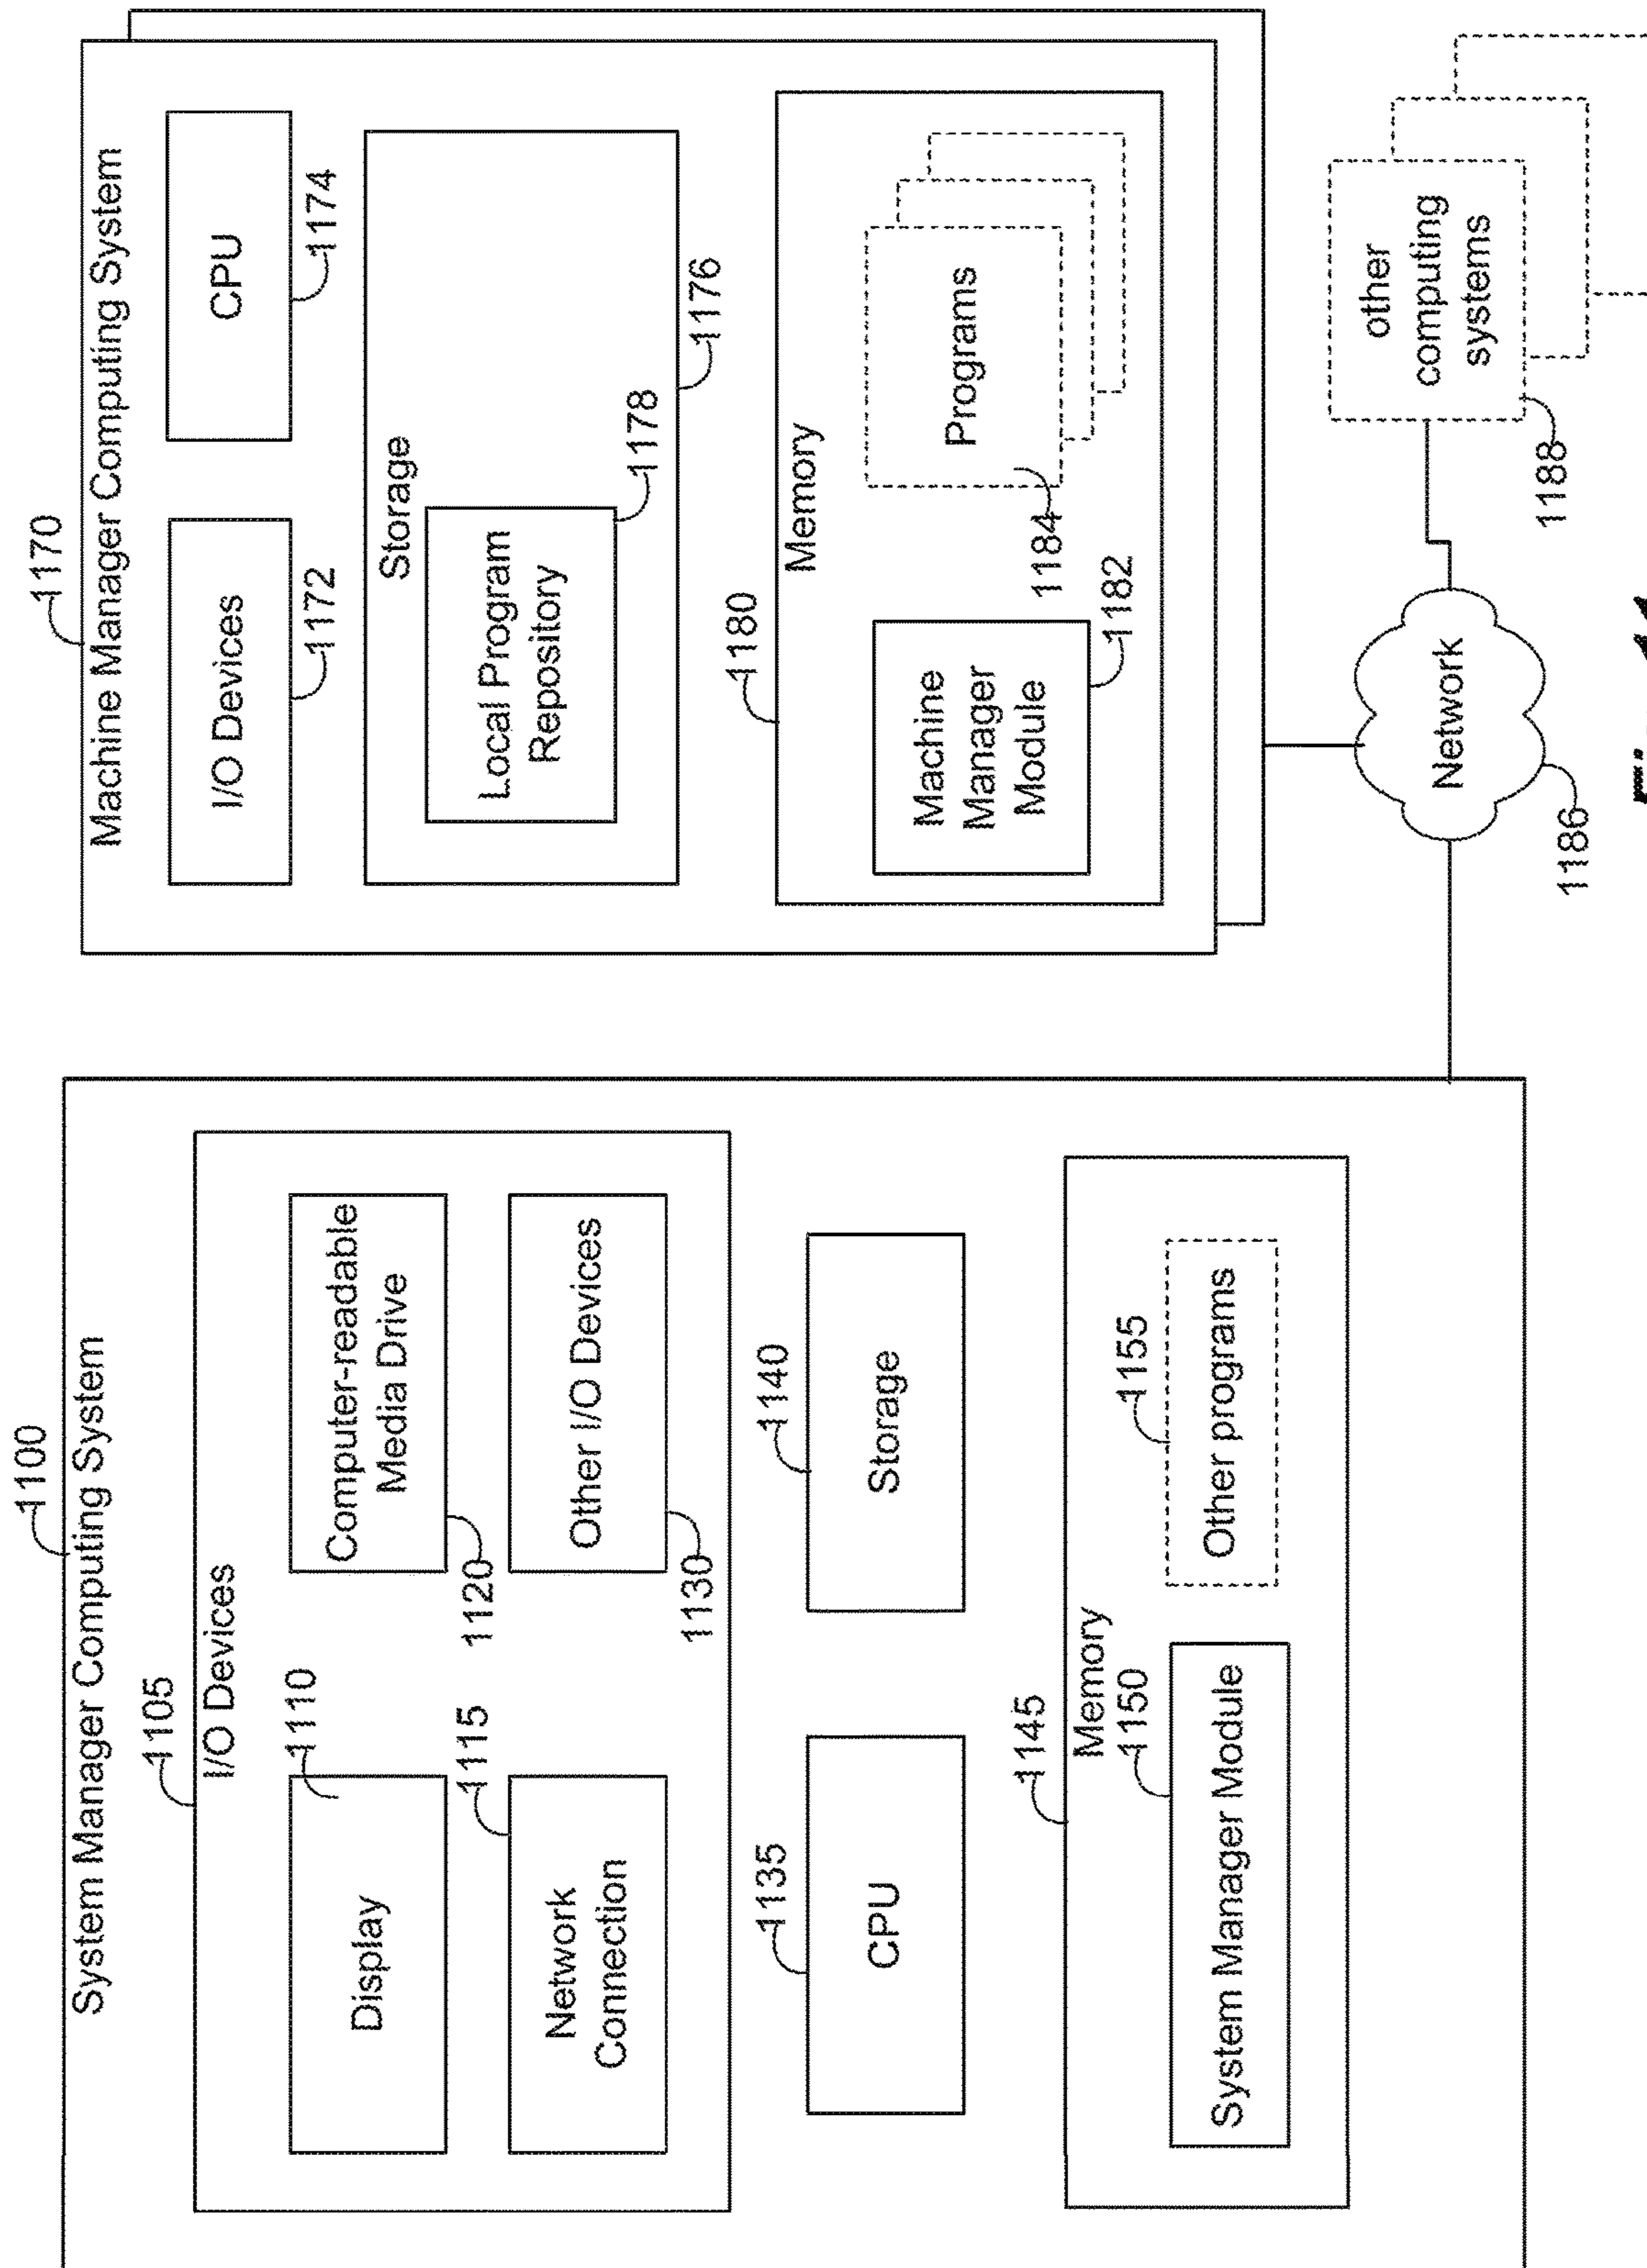 1100
System Manager Computing System
1105
I/O Devices
1110
Display
Computer-readable
Media Drive
1120
1115
Network
Connection
Other I/O Devices
1130
1135
CPU
1140
Storage
1145
Memory
1150
System Manager Module
1155
Other programs
1170
Machine Manager Computing System
I/O Devices
1172
CPU
1174
Storage
Local Program
Repository
1178
1176
1180
Memory
Machine
Manager
Module
1182
Programs
1184
Network
1186
other
computing
systems
1188